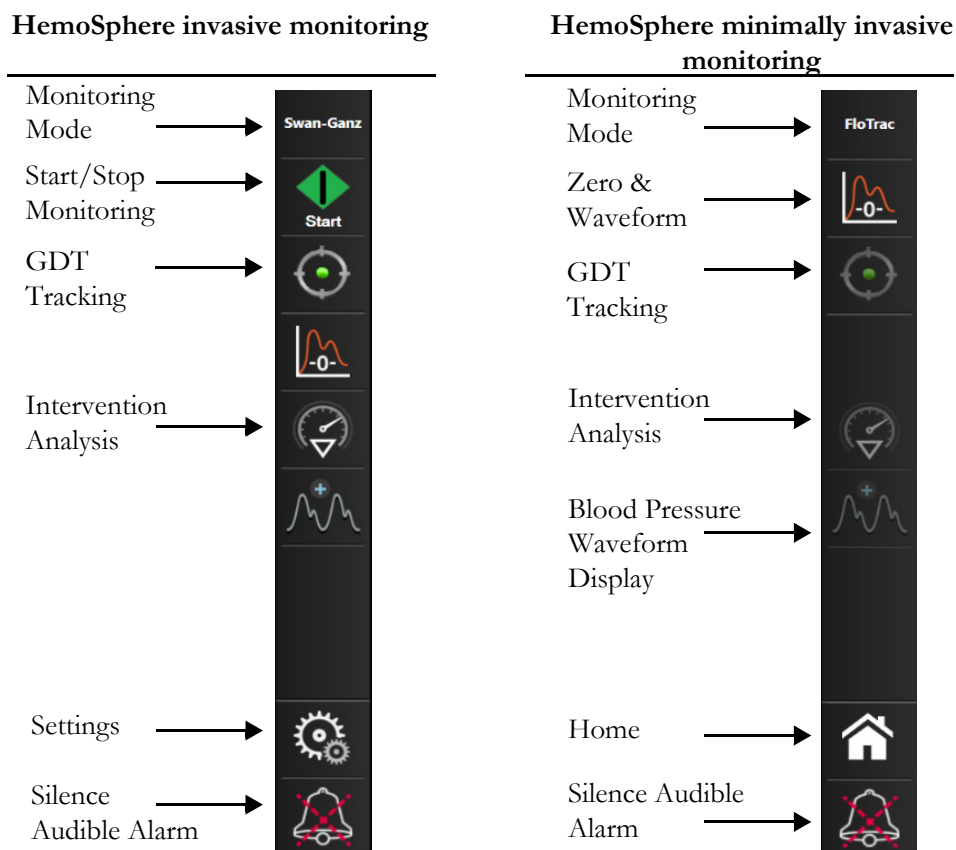 HemoSphere invasive monitoring
Monitoring
Mode
Swan-Ganz
Start/Stop
Monitoring
Start
GDT
Tracking
-0-
Intervention
Analysis
Settings
Silence
Audible Alarm
HemoSphere minimally invasive
monitoring
Monitoring
Mode
FloTrac
Zero &
Waveform
-0-
GDT
Tracking
Intervention
Analysis
Blood Pressure
Waveform
Display
Home
Silence Audible
Alarm